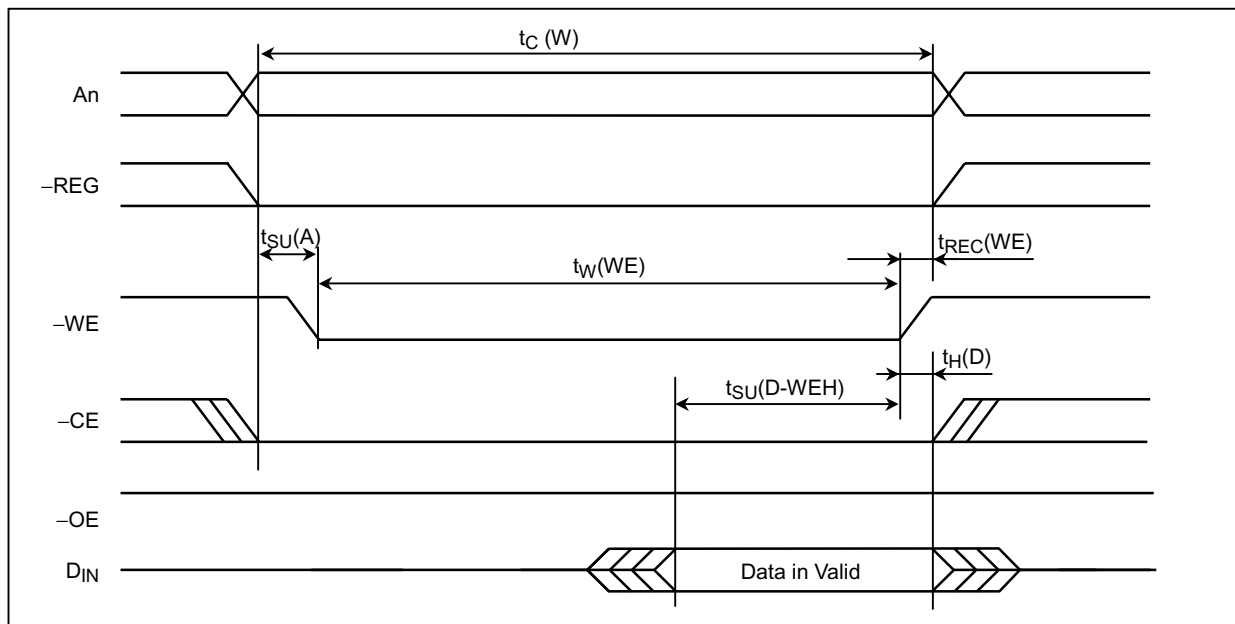 tC (W)
An
–REG
tSU(A)
tREC(WE)
tW(WE)
–WE
tH(D)
tSU(D-WEH)
–CE
–OE
DIN
Data in Valid